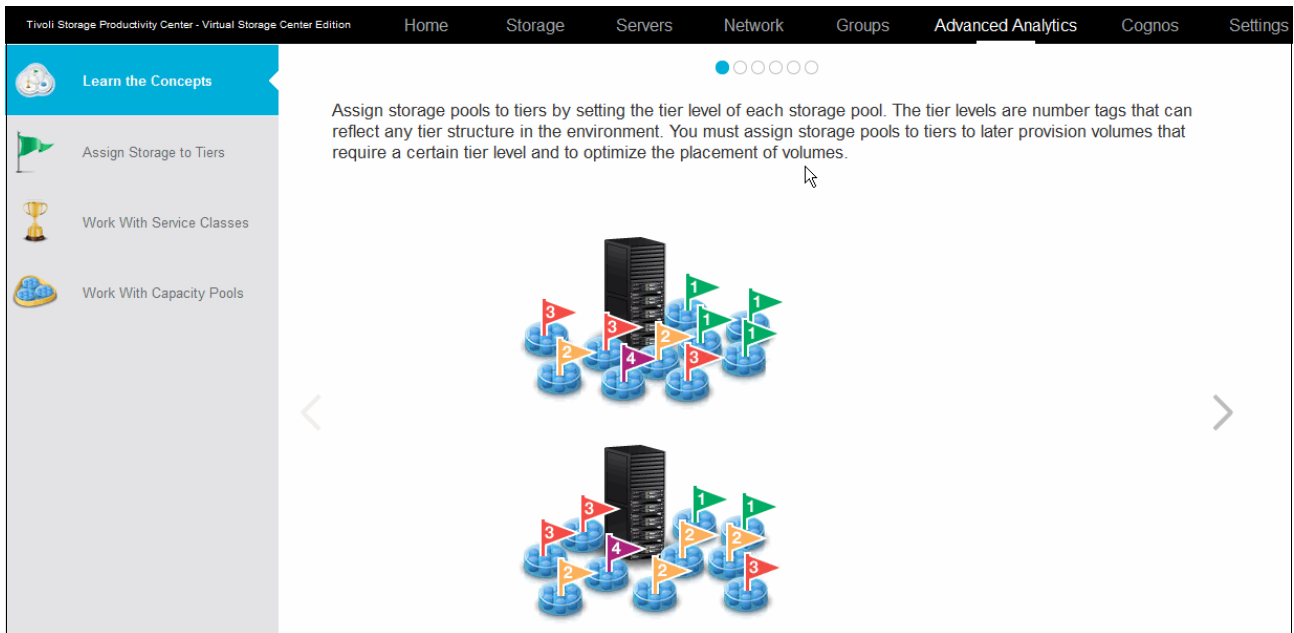 Tivoli Storage Productivity Center - Virtual Storage Center Edition
Home
Storage
Servers
Network
Groups
Advanced Analytics
Cognos
Settings
Learn the Concepts
Assign Storage to Tiers
Work With Service Classes
Work With Capacity Pools
Assign storage pools to tiers by setting the tier level of each storage pool. The tier levels are number tags that can
reflect any tier structure in the environment. You must assign storage pools to tiers to later provision volumes that
require a certain tier level and to optimize the placement of volumes.
1
1
3
3
2
1
1
2
4
3
1
1
3
3
4
2
2
2
2
3